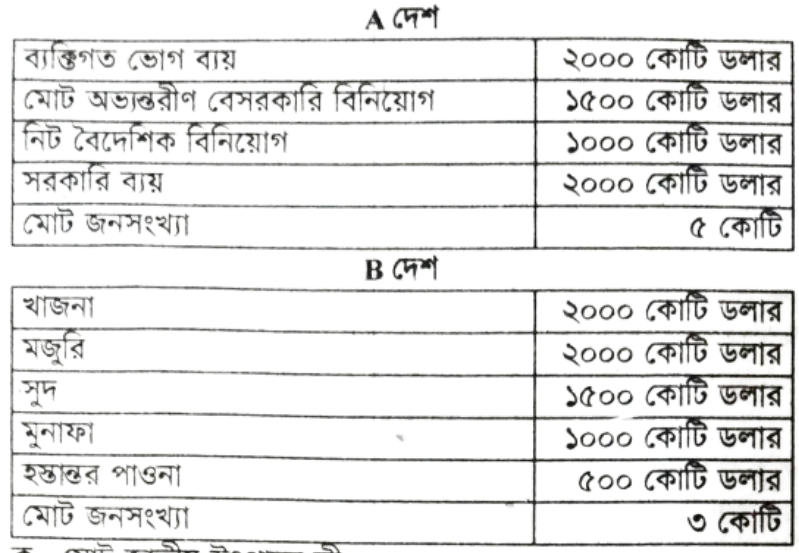 A দেশ
ব্যক্তিগত ভোগ ব্যয় ২০০০ কোটি ডলার
মোট অভ্যন্তরীণ বেসরকারি বিনিয়োগ ১৫০০ কোটি ডলার
নিট বৈদেশিক বিনিয়োগ ১০০০ কোটি ডলার
সরকারি ব্যয় ২০০০ কোটি ডলার
মোট জনসংখ্যা ৫ কোটি
B দেশ
খাজনা ২০০০ কোটি ডলার
মজুরি ২০০০ কোটি ডলার
সুদ ১৫০০ কোটি ডলার
মুনাফা ১০০০ কোটি ডলার
হস্তান্তর পাওনা ৫০০ কোটি ডলার
মোট জনসংখ্যা ৩ কোটি